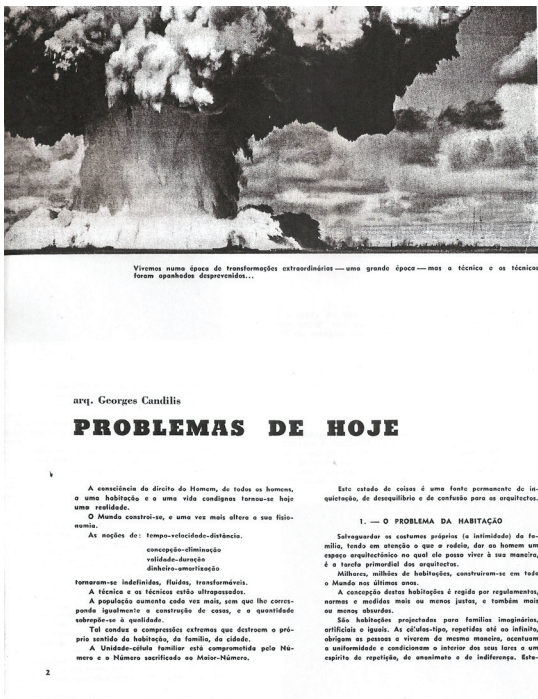 Vivemos numa época de transformações extraordinárias — uma grande época — mas a técnica e os técnicos
foram apanhados desprevenidos...
arq. Georges Candilis
PROBLEMAS DE HOJE
A consciência do direito do Homem, de todos os homens,
a uma habitação e a uma vida condignas tornou-se hoje
uma realidade.
O Mundo constroi-se, e uma vez mais altera a sua fisio-
nomia.
As noções de: tempo-velocidade-distância.
concepção-eliminação
validade-duração
dinheiro-amortização
tornaram-se indefinidas, fluidas, transformáveis.
A técnica e os técnicos estão ultrapassados.
A população aumenta cada vez mais, sem que lhe corres-
ponda igualmente a construção de casas, e a quantidade
sobrepõe-se à qualidade.
Tal conduz a compressões extremas que destroem o pró-
prio sentido da habitação, da família, da cidade.
A Unidade-célula familiar está comprometida pelo Nú-
mero e o Número sacrificado ao Maior-Número.
2
Este estado de coisas é uma fonte permanente de in-
quietação, de desequilíbrio e de confusão para os arquitectos.
1. — O PROBLEMA DA HABITAÇÃO
Salvaguardar os costumes próprios (a intimidade) da fa-
mília, tendo em atenção o que a rodeia, dar ao homem um
espaço arquitectónico no qual ele possa viver à sua maneira,
é a tarefa primordial dos arquitectos.
Milhares, milhões de habitações, construiram-se em todo
o Mundo nos últimos anos.
A concepção destas habitações é regida por regulamentos,
normas e medidas mais ou menos justas, e também mais
ou menos absurdas.
São habitações projectadas para famílias imaginárias,
artificiais e iguais. As células-tipo, repetidas até ao infinito,
obrigam as pessoas a viverem da mesma maneira, acentuam
a uniformidade e condicionam o interior dos seus lares a um
espírito de repetição, de anonimato e de indiferença. Esta-